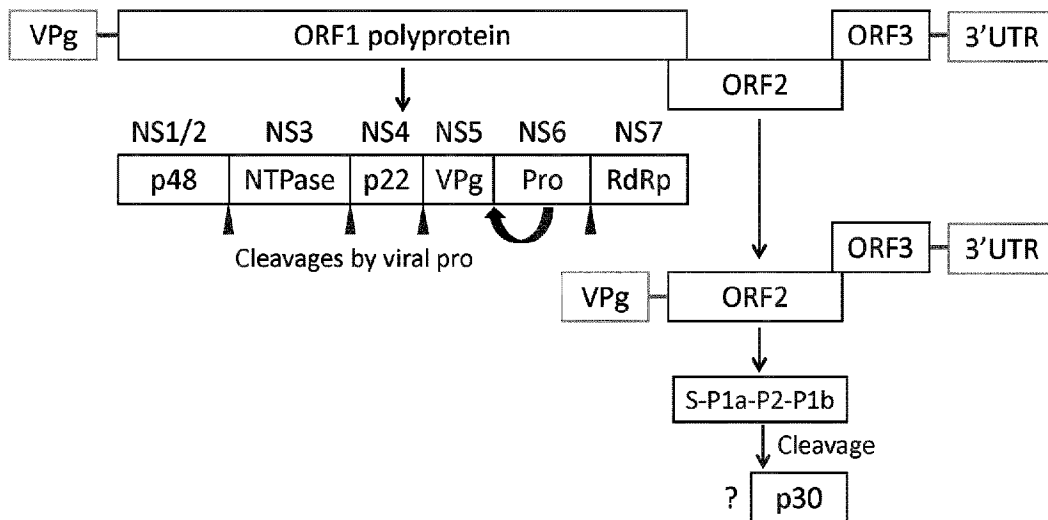 VPg
ORF1 polyprotein
ORF3
3'UTR
ORF2
NS1/2 NS3 NS4 NS5 NS6 NS7
p48 NTPase p22 VPg Pro RdRp
Cleavages by viral pro
ORF3
3'UTR
VPg
ORF2
S-P1a-P2-P1b
Cleavage
? p30